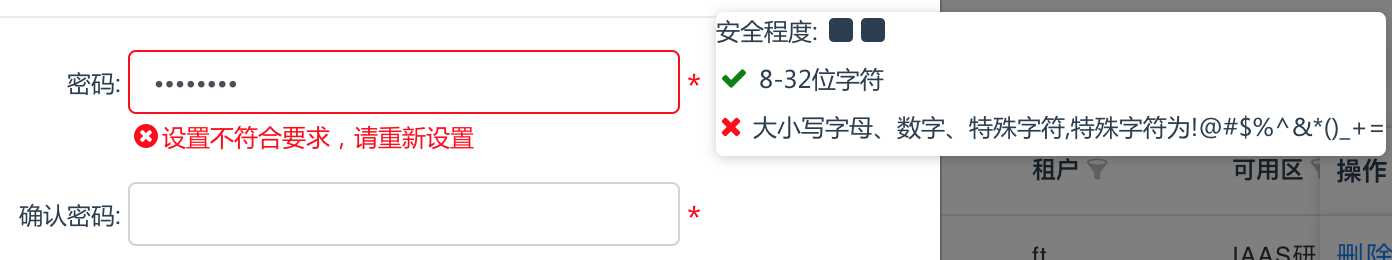 安全程度:
密码: •••••••• *
8-32位字符
设置不符合要求，请重新设置
大小写字母、数字、特殊字符,特殊字符为!@#$%^&*()_+=
租户 可用区 操作
确认密码: *
ft IAAS研 删除